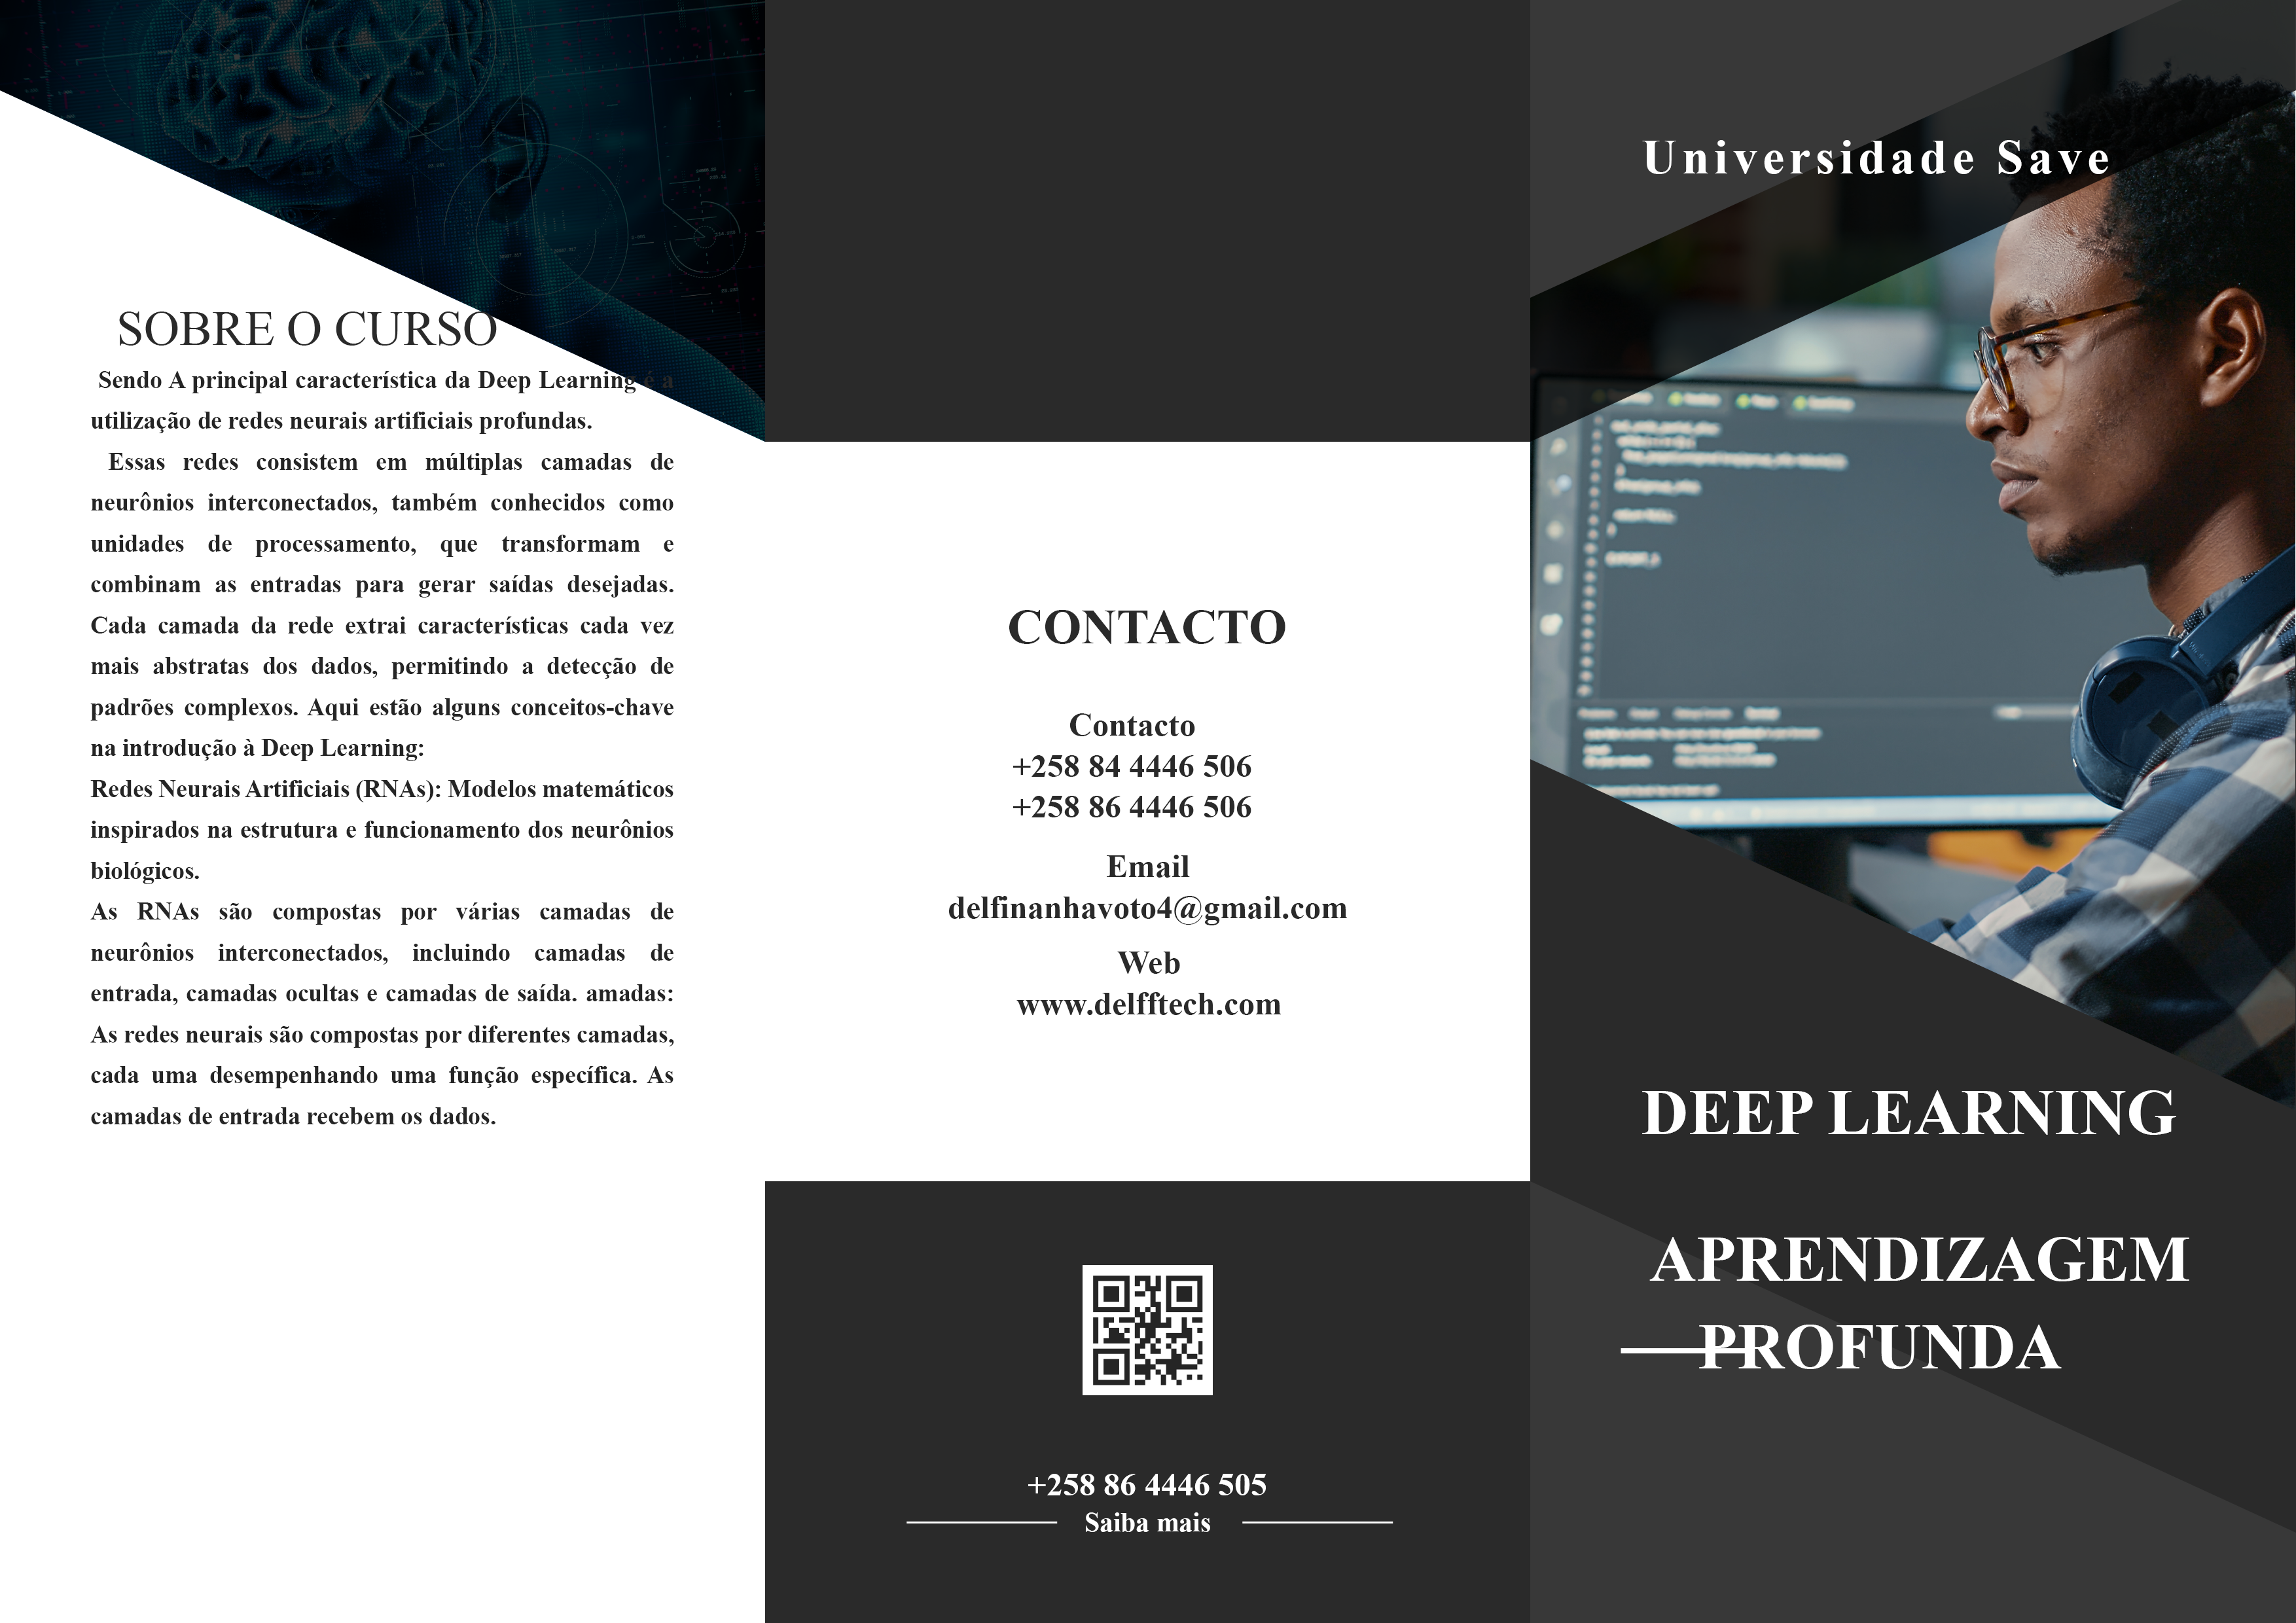 SOBRE O CURSO
Sendo A principal característica da Deep Learning é a
utilização de redes neurais artificiais profundas.
Essas redes consistem em múltiplas camadas de
neurônios interconectados, também conhecidos como
unidades de processamento, que transformam e
combinam as entradas para gerar saídas desejadas.
Cada camada da rede extrai características cada vez
mais abstratas dos dados, permitindo a detecção de
padrões complexos. Aqui estão alguns conceitos-chave
na introdução à Deep Learning:
Redes Neurais Artificiais (RNAs): Modelos matemáticos
inspirados na estrutura e funcionamento dos neurônios
biológicos.
As RNAs são compostas por várias camadas de
neurônios interconectados, incluindo camadas de
entrada, camadas ocultas e camadas de saída. amadas:
As redes neurais são compostas por diferentes camadas,
cada uma desempenhando uma função específica. As
camadas de entrada recebem os dados.
CONTACTO
Contacto
+258 84 4446 506
+258 86 4446 506
Email
delfinanhavoto4@gmail.com
Web
www.delfftech.com
+258 86 4446 505
Saiba mais
Universidade Save
DEEP LEARNING
APRENDIZAGEM
PROFUNDA